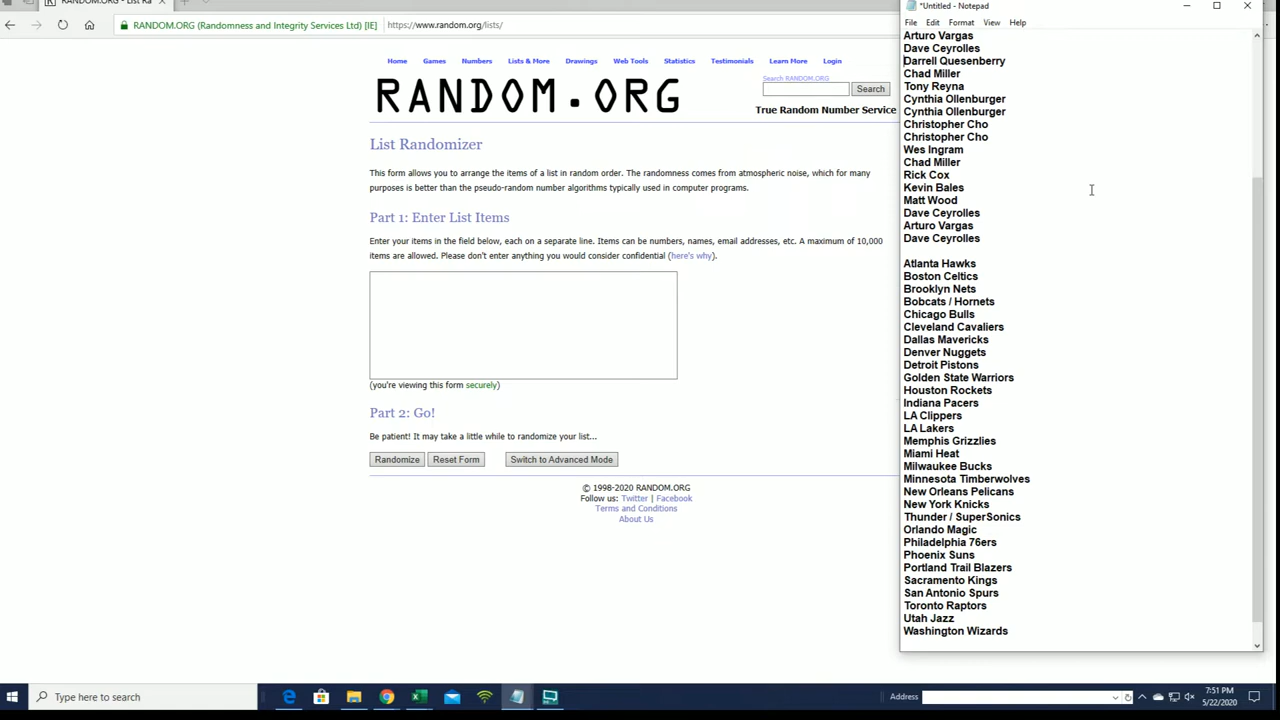 RANDOM.ORG - List Ra
RANDOM.ORG (Randomness and Integrity Services Ltd) [IE]
https://www.random.org/lists/
Home Games Numbers Lists & More Drawings Web Tools Statistics Testimonials Learn More Login
Search RANDOM.ORG
Search
RANDOM.ORG
True Random Number Service
List Randomizer
This form allows you to arrange the items of a list in random order. The randomness comes from atmospheric noise, which for many
purposes is better than the pseudo-random number algorithms typically used in computer programs.
Part 1: Enter List Items
Enter your items in the field below, each on a separate line. Items can be numbers, names, email addresses, etc. A maximum of 10,000
items are allowed. Please don't enter anything you would consider confidential (here's why).
(you're viewing this form securely)
Part 2: Go!
Be patient! It may take a little while to randomize your list...
Randomize Reset Form Switch to Advanced Mode
© 1998-2020 RANDOM.ORG
Follow us: Twitter | Facebook
Terms and Conditions
About Us
*Untitled - Notepad
File Edit Format View Help
Arturo Vargas
Dave Ceyrolles
Darrell Quesenberry
Chad Miller
Tony Reyna
Cynthia Ollenburger
Cynthia Ollenburger
Christopher Cho
Christopher Cho
Wes Ingram
Chad Miller
Rick Cox
Kevin Bales
Matt Wood
Dave Ceyrolles
Arturo Vargas
Dave Ceyrolles
Atlanta Hawks
Boston Celtics
Brooklyn Nets
Bobcats / Hornets
Chicago Bulls
Cleveland Cavaliers
Dallas Mavericks
Denver Nuggets
Detroit Pistons
Golden State Warriors
Houston Rockets
Indiana Pacers
LA Clippers
LA Lakers
Memphis Grizzlies
Miami Heat
Milwaukee Bucks
Minnesota Timberwolves
New Orleans Pelicans
New York Knicks
Thunder / SuperSonics
Orlando Magic
Philadelphia 76ers
Phoenix Suns
Portland Trail Blazers
Sacramento Kings
San Antonio Spurs
Toronto Raptors
Utah Jazz
Washington Wizards
Type here to search
Address
7:51 PM
5/22/2020